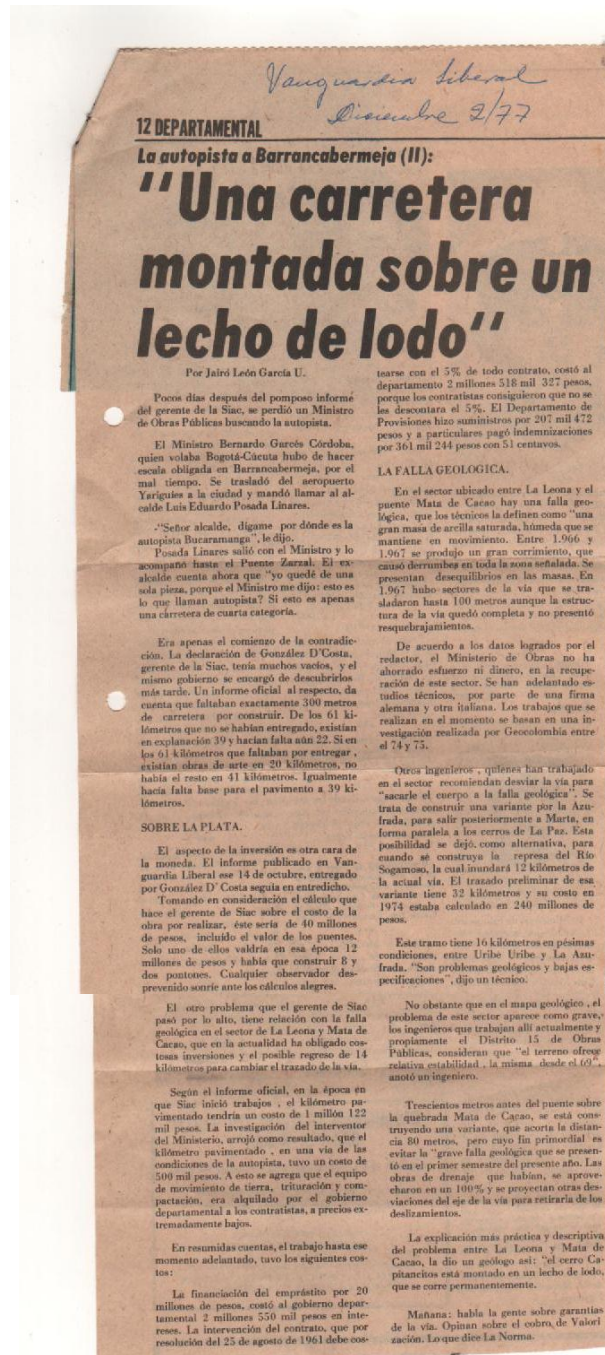 Vanguardia Liberal
Diciembre 2/77
12 DEPARTAMENTAL
La autopista a Barrancabermeja (II):
"Una carretera
montada sobre un
lecho de lodo"
Por Jairó León García U.
Pocos días después del pomposo informe
del gerente de la Siac, se perdió un Ministro
de Obras Públicas buscando la autopista.
El Ministro Bernardo Garcés Córdoba,
quien volaba Bogotá-Cúcuta hubo de hacer
escala obligada en Barrancabermeja, por el
mal tiempo. Se trasladó del aeropuerto
Yariguíes a la ciudad y mandó llamar al al-
calde Luis Eduardo Posada Linares.
-"Señor alcalde, dígame por dónde es la
autopista Bucaramanga", le dijo.
Posada Linares salió con el Ministro y lo
acompañó hasta el Puente Zarzal. El ex-
alcalde cuenta ahora que "yo quedé de una
sola pieza, porque el Ministro me dijo: esto es
lo que llaman autopista? Si esto es apenas
una carretera de cuarta categoría.
Era apenas el comienzo de la contradic-
ción. La declaración de González D'Costa,
gerente de la Siac, tenía muchos vacíos, y el
mismo gobierno se encargó de descubrirlos
más tarde. Un informe oficial al respecto, da
cuenta que faltaban exactamente 300 metros
de carretera por construir. De los 61 ki-
lómetros que no se habían entregado, existían
en explanación 39 y hacían falta aún 22. Si en
los 61 kilómetros que faltaban por entregar,
existían obras de arte en 20 kilómetros, no
había el resto en 41 kilómetros. Igualmente
hacía falta base para el pavimento a 39 ki-
lómetros.
SOBRE LA PLATA.
El aspecto de la inversión es otra cara de
la moneda. El informe publicado en Van-
guardia Liberal ese 14 de octubre, entregado
por González D' Costa seguía en entredicho.
Tomando en consideración el cálculo que
hace el gerente de Siac sobre el costo de la
obra por realizar, éste sería de 40 millones
de pesos, incluido el valor de los puentes.
Solo uno de ellos valdría en esa época 12
millones de pesos y había que construir 8 y
dos pontones. Cualquier observador des-
prevenido sonríe ante los cálculos alegres.
El otro problema que el gerente de Siac
pasó por lo alto, tiene relación con la falla
geológica en el sector de La Leona y Mata de
Cacao, que en la actualidad ha obligado cos-
tosas inversiones y el posible regreso de 14
kilómetros para cambiar el trazado de la vía.
Según el informe oficial, en la época en
que Siac inició trabajos , el kilómetro pa-
vimentado tendría un costo de 1 millón 122
mil pesos. La investigación del interventor
del Ministerio, arrojó como resultado, que el
kilómetro pavimentado , en una vía de las
condiciones de la autopista, tuvo un costo de
500 mil pesos. A esto se agrega que el equipo
de movimiento de tierra, trituración y com-
pactación, era alquilado por el gobierno
departamental a los contratistas, a precios ex-
tremadamente bajos.
En resumidas cuentas, el trabajo hasta ese
momento adelantado, tuvo los siguientes cos-
tos:
La financiación del empréstito por 20
millones de pesos, costó al gobierno depar-
tamental 2 millones 550 mil pesos en inte-
reses. La intervención del contrato, que por
resolución del 25 de agosto de 1961 debe cos-
tearse con el 5% de todo contrato, costó al
departamento 2 millones 518 mil 327 pesos,
porque los contratistas consiguieron que no se
les descontara el 5%. El Departamento de
Provisiones hizo suministros por 207 mil 472
pesos y a particulares pagó indemnizaciones
por 361 mil 244 pesos con 51 centavos.
LA FALLA GEOLOGICA.
En el sector ubicado entre La Leona y el
puente Mata de Cacao hay una falla geo-
lógica, que los técnicos la definen como "una
gran masa de arcilla saturada, húmeda que se
mantiene en movimiento. Entre 1.966 y
1.967 se produjo un gran corrimiento, que
causó derrumbes en toda la zona señalada. Se
presentan desequilibrios en las masas. En
1.967 hubo sectores de la vía que se tra-
sladaron hasta 100 metros aunque la estruc-
tura de la vía quedó completa y no presentó
resquebrajamientos.
De acuerdo a los datos logrados por el
redactor, el Ministerio de Obras no ha
ahorrado esfuerzo ni dinero, en la recupe-
ración de este sector. Se han adelantado es-
tudios técnicos, por parte de una firma
alemana y otra italiana. Los trabajos que se
realizan en el momento se basan en una in-
vestigación realizada por Geocolombia entre
el 74 y 75.
Otros ingenieros , quienes han trabajado
en el sector recomiendan desviar la vía para
"sacarle el cuerpo a la falla geológica". Se
trata de construir una variante por la Azu-
frada, para salir posteriormente a Marta, en
forma paralela a los cerros de La Paz. Esta
posibilidad se dejó como alternativa, para
cuando se construya la represa del Río
Sogamoso, la cual inundará 12 kilómetros de
la actual vía. El trazado preliminar de esa
variante tiene 32 kilómetros y su costo en
1974 estaba calculado en 240 millones de
pesos.
Este tramo tiene 16 kilómetros en pésimas
condiciones, entre Uribe Uribe y La Azu-
frada. "Son problemas geológicos y bajas es-
pecificaciones", dijo un técnico.
No obstante que en el mapa geológico , el
problema de este sector aparece como grave,
los ingenieros que trabajan allí actualmente y
propiamente el Distrito 15 de Obras
Públicas, consideran que "el terreno ofrece
relativa estabilidad , la misma desde el 69",
anotó un ingeniero.
Trescientos metros antes del puente sobre
la quebrada Mata de Cacao, se está cons-
truyendo una variante, que acorta la distan-
cia 80 metros, pero cuyo fin primordial es
evitar la "grave falla geológica que se presen-
tó en el primer semestre del presente año. Las
obras de drenaje que habían, se aprove-
charon en un 100% y se proyectan otras des-
viaciones del eje de la vía para retirarla de los
deslizamientos.
La explicación más práctica y descriptiva
del problema entre La Leona y Mata de
Cacao, la dio un geólogo así: "el cerro Ca-
pitancitos está montado en un lecho de lodo,
que se corre permanentemente.
Mañana: habla la gente sobre garantías
de la vía. Opinan sobre el cobro de Valori
zación. Lo que dice La Norma.